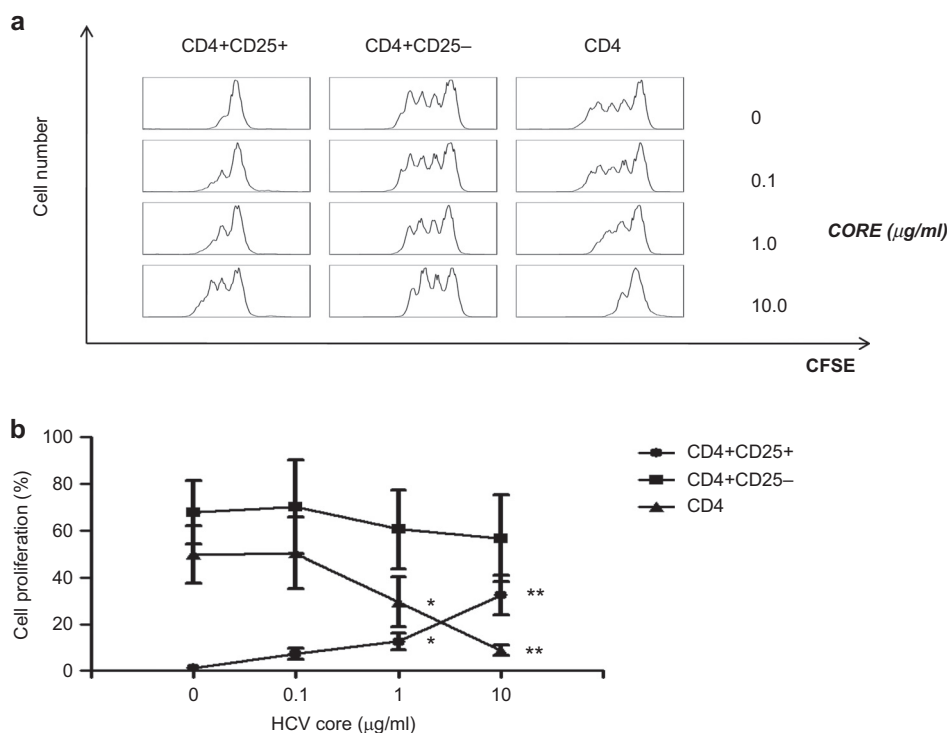 a
CD4+CD25+ CD4+CD25– CD4
Cell number
0
0.1
1.0
CORE (µg/ml)
10.0
CFSE
b
Cell proliferation (%)
100
80
60
40
20
0
* * ** **
0 0.1 1 10
HCV core (µg/ml)
CD4+CD25+
CD4+CD25–
CD4